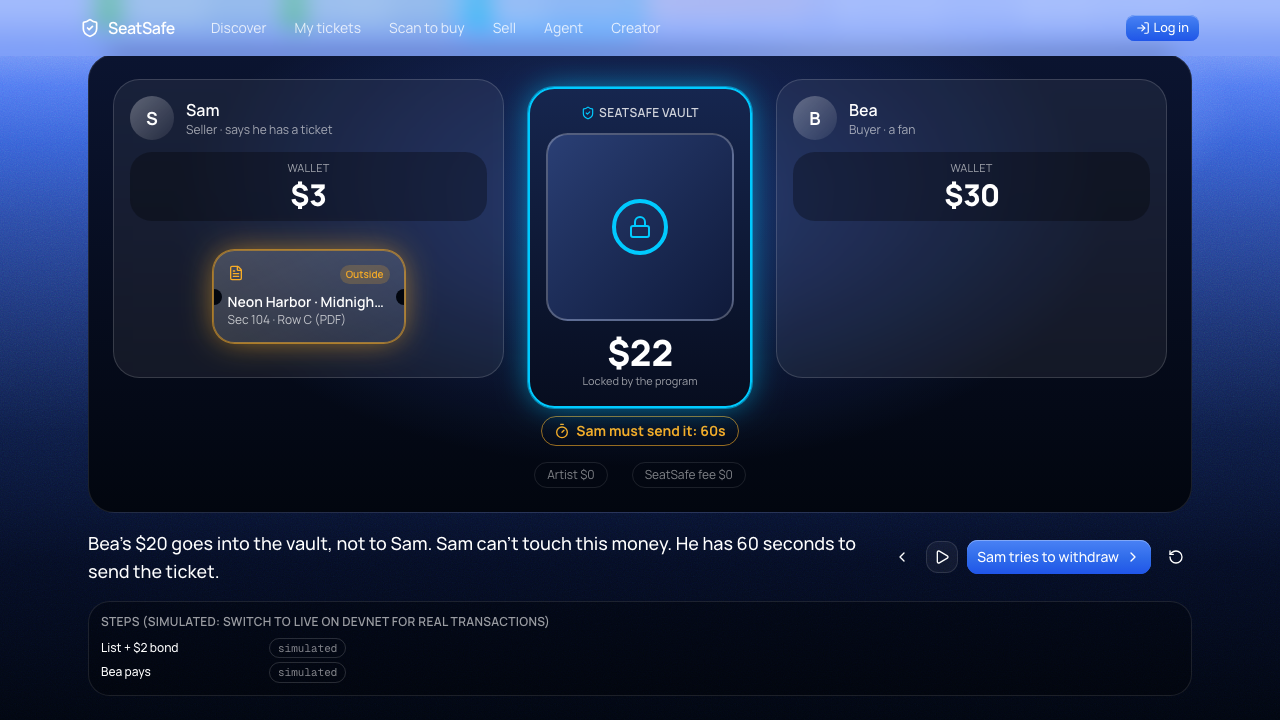 SeatSafe
Discover
My tickets
Scan to buy
Sell
Agent
Creator
Log in
S
Sam
Seller · says he has a ticket
WALLET
$3
Outside
Neon Harbor · Midnigh...
Sec 104 · Row C (PDF)
SEATSAFE VAULT
$22
Locked by the program
Sam must send it: 60s
Artist $0
SeatSafe fee $0
B
Bea
Buyer · a fan
WALLET
$30
Bea's $20 goes into the vault, not to Sam. Sam can't touch this money. He has 60 seconds to
send the ticket.
Sam tries to withdraw
STEPS (SIMULATED: SWITCH TO LIVE ON DEVNET FOR REAL TRANSACTIONS)
List + $2 bond simulated
Bea pays simulated